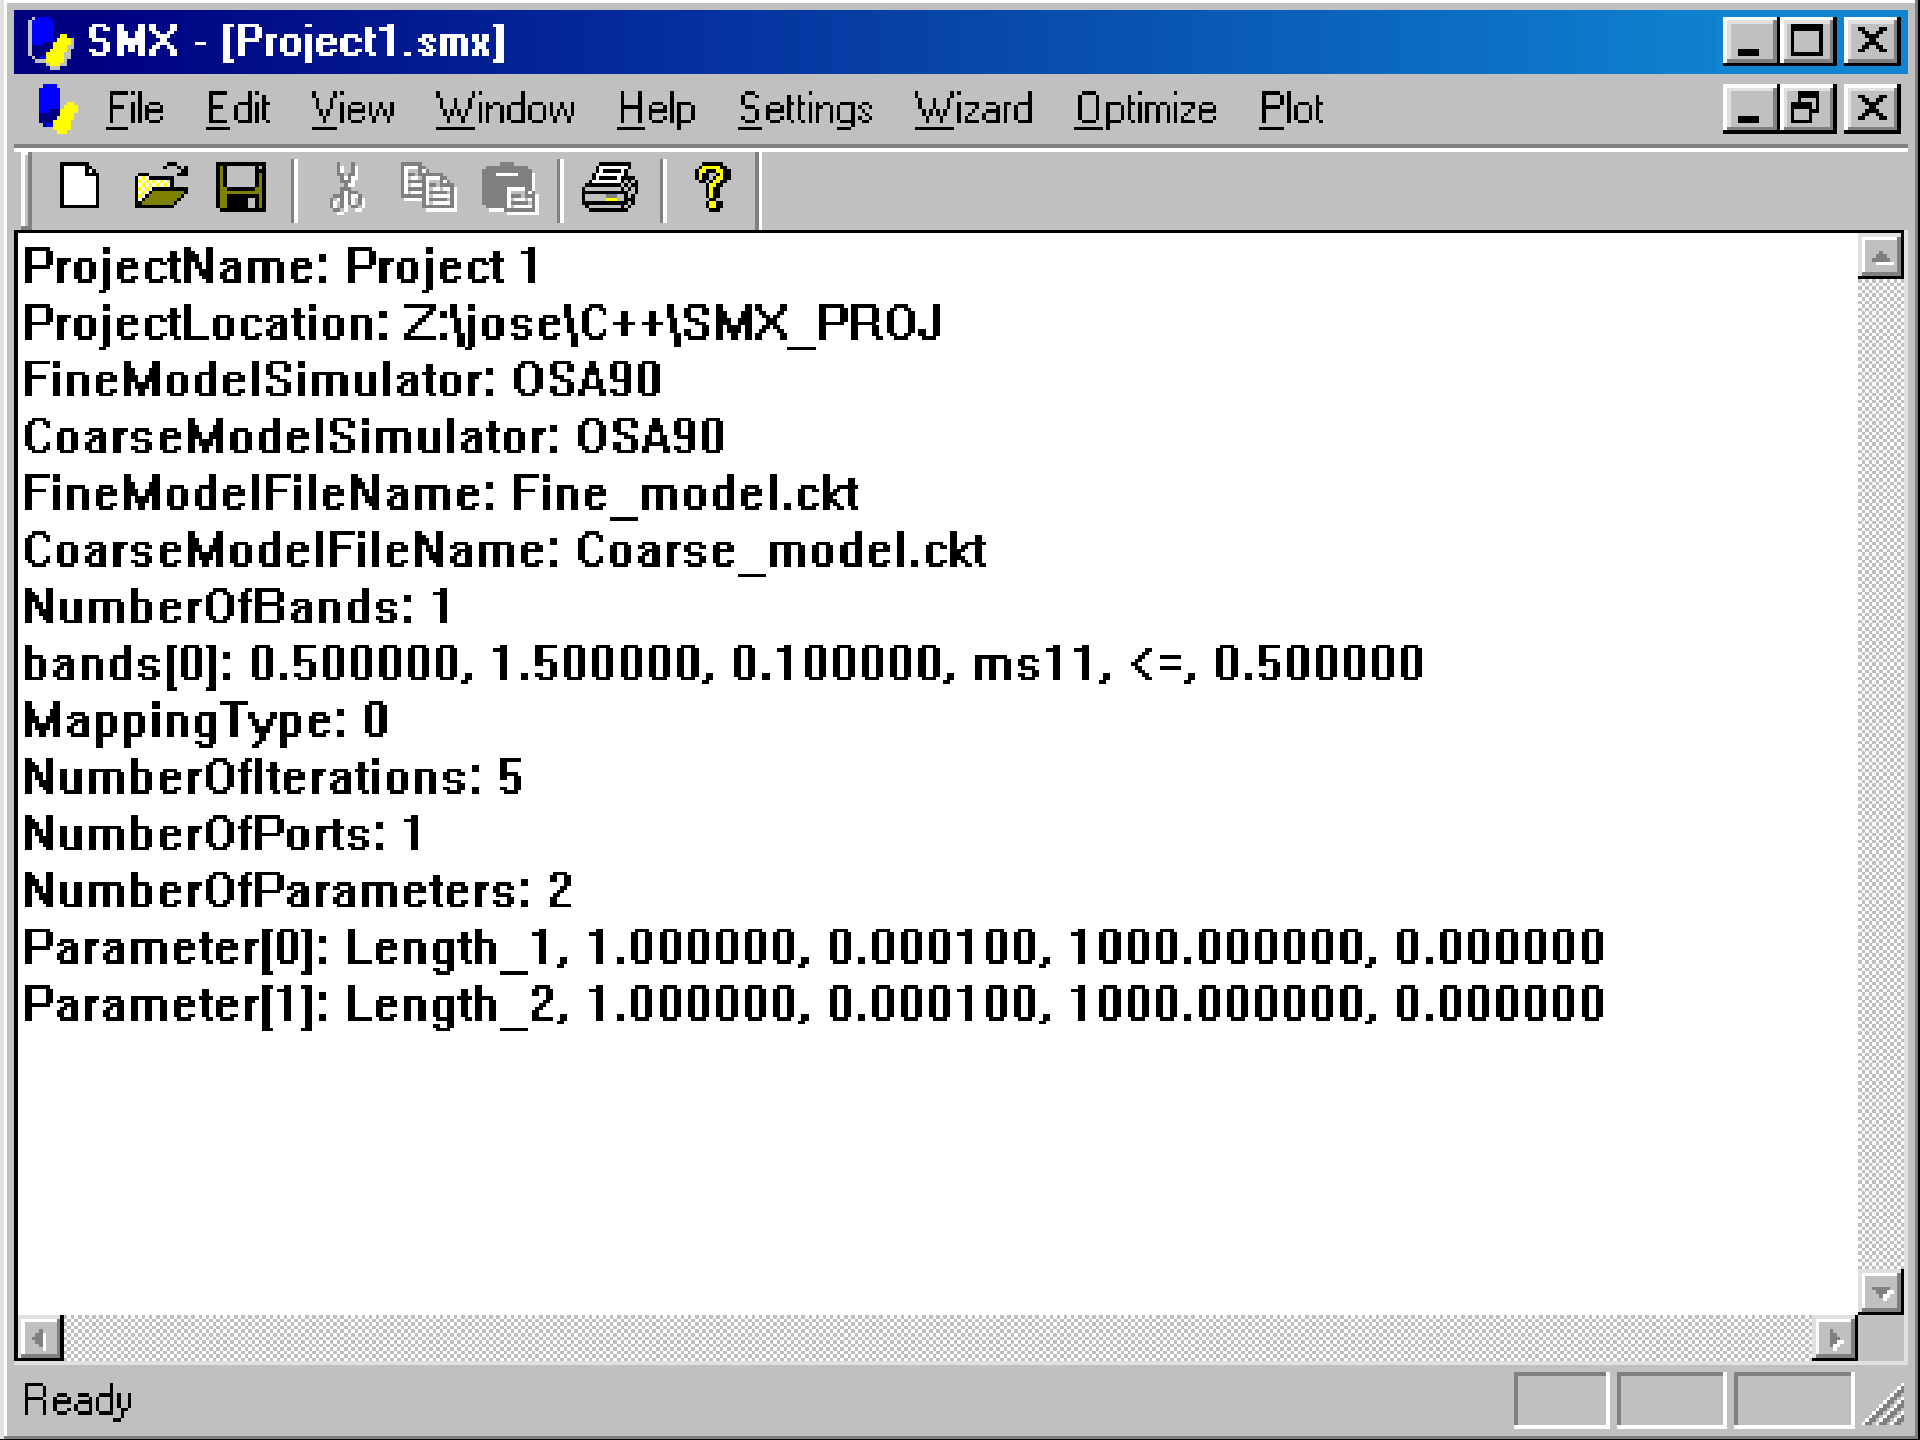 SMX - [Project1.smx]
File Edit View Window Help Settings Wizard Optimize Plot
ProjectName: Project 1
ProjectLocation: Z:\jose\C++\SMX_PROJ
FineModelSimulator: OSA90
CoarseModelSimulator: OSA90
FineModelFileName: Fine_model.ckt
CoarseModelFileName: Coarse_model.ckt
NumberOfBands: 1
bands[0]: 0.500000, 1.500000, 0.100000, ms11, <=, 0.500000
MappingType: 0
NumberOfIterations: 5
NumberOfPorts: 1
NumberOfParameters: 2
Parameter[0]: Length_1, 1.000000, 0.000100, 1000.000000, 0.000000
Parameter[1]: Length_2, 1.000000, 0.000100, 1000.000000, 0.000000
Ready